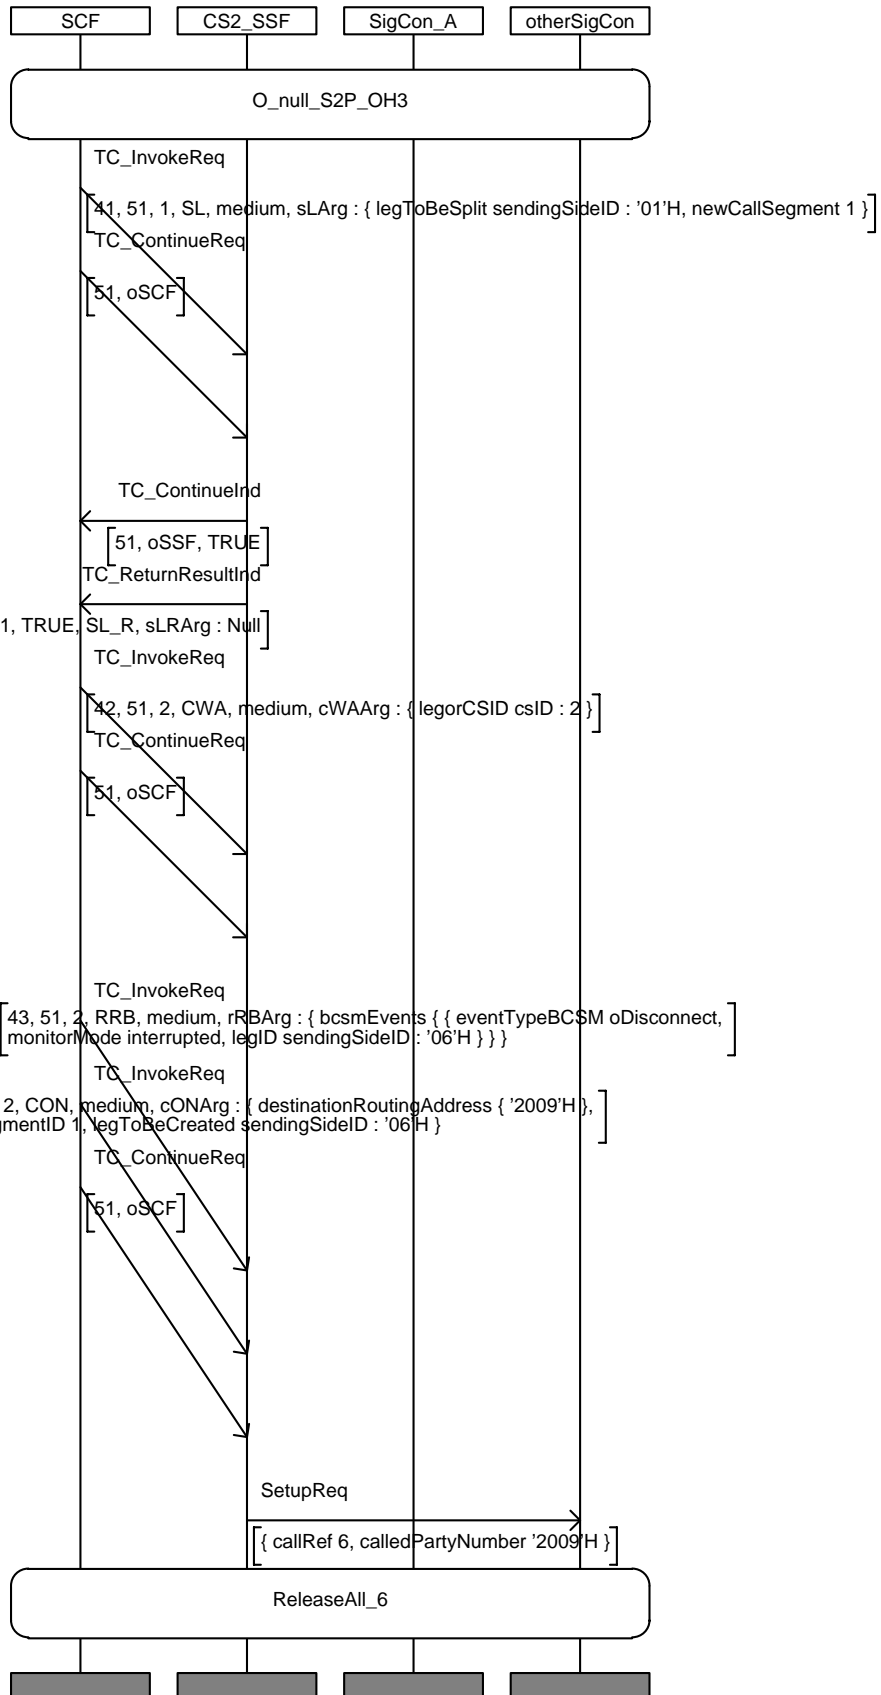 SCF CS2_SSF SigCon_A otherSigCon
O_null_S2P_OH3
TC_InvokeReq
41, 51, 1, SL, medium, sLArg : { legToBeSplit sendingSideID : '01'H, newCallSegment 1 }
TC_ContinueReq
51, oSCF
TC_ContinueInd
51, oSSF, TRUE
TC_ReturnResultInd
1, TRUE, SL_R, sLRArg : Null
TC_InvokeReq
42, 51, 2, CWA, medium, cWAArg : { legorCSID csID : 2 }
TC_ContinueReq
51, oSCF
TC_InvokeReq
43, 51, 2, RRB, medium, rRBArg : { bcsmEvents { { eventTypeBCSM oDisconnect,
monitorMode interrupted, legID sendingSideID : '06'H } } }
TC_InvokeReq
2, CON, medium, cONArg : { destinationRoutingAddress { '2009'H },
gmentID 1, legToBeCreated sendingSideID : '06'H }
TC_ContinueReq
51, oSCF
SetupReq
{ callRef 6, calledPartyNumber '2009'H }
ReleaseAll_6